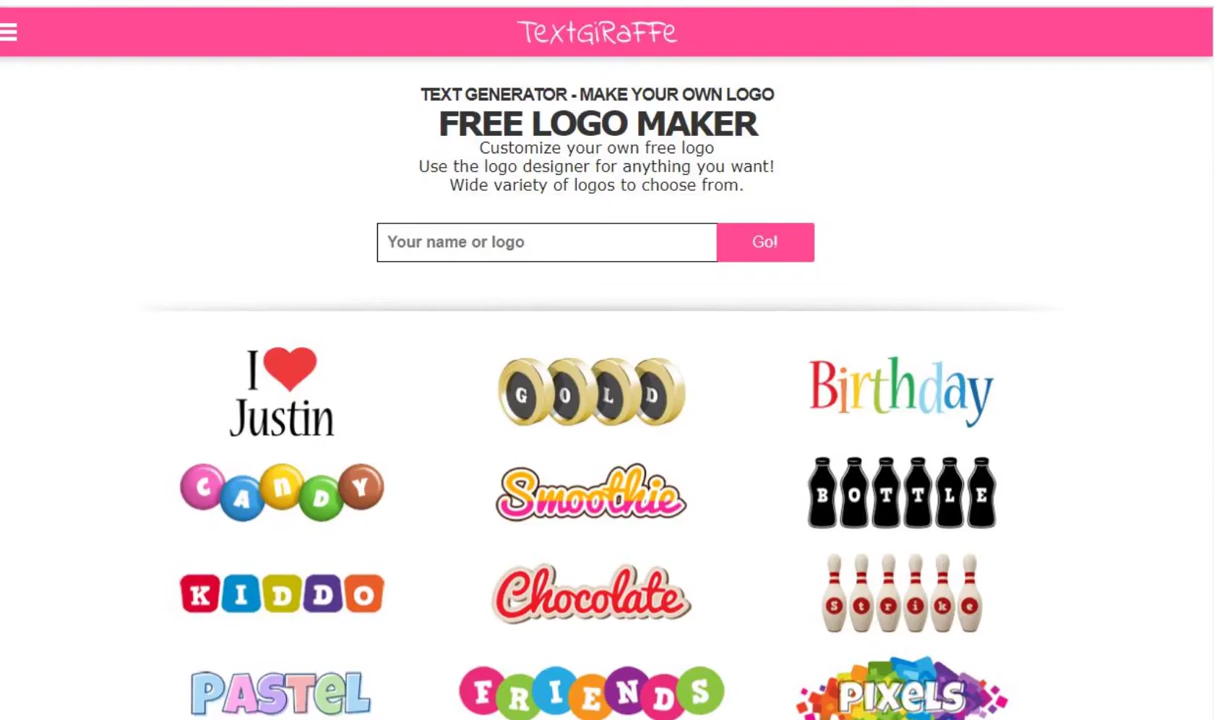 TextGiRaFFe
TEXT GENERATOR - MAKE YOUR OWN LOGO
FREE LOGO MAKER
Customize your own free logo
Use the logo designer for anything you want!
Wide variety of logos to choose from.
Your name or logo Go!
I
Justin
GOLD
Birthday
CAnDY
Smoothie
BOTTLE
KIDDO
Chocolate
Strike
PASTEL
FRIENDS
PixELS